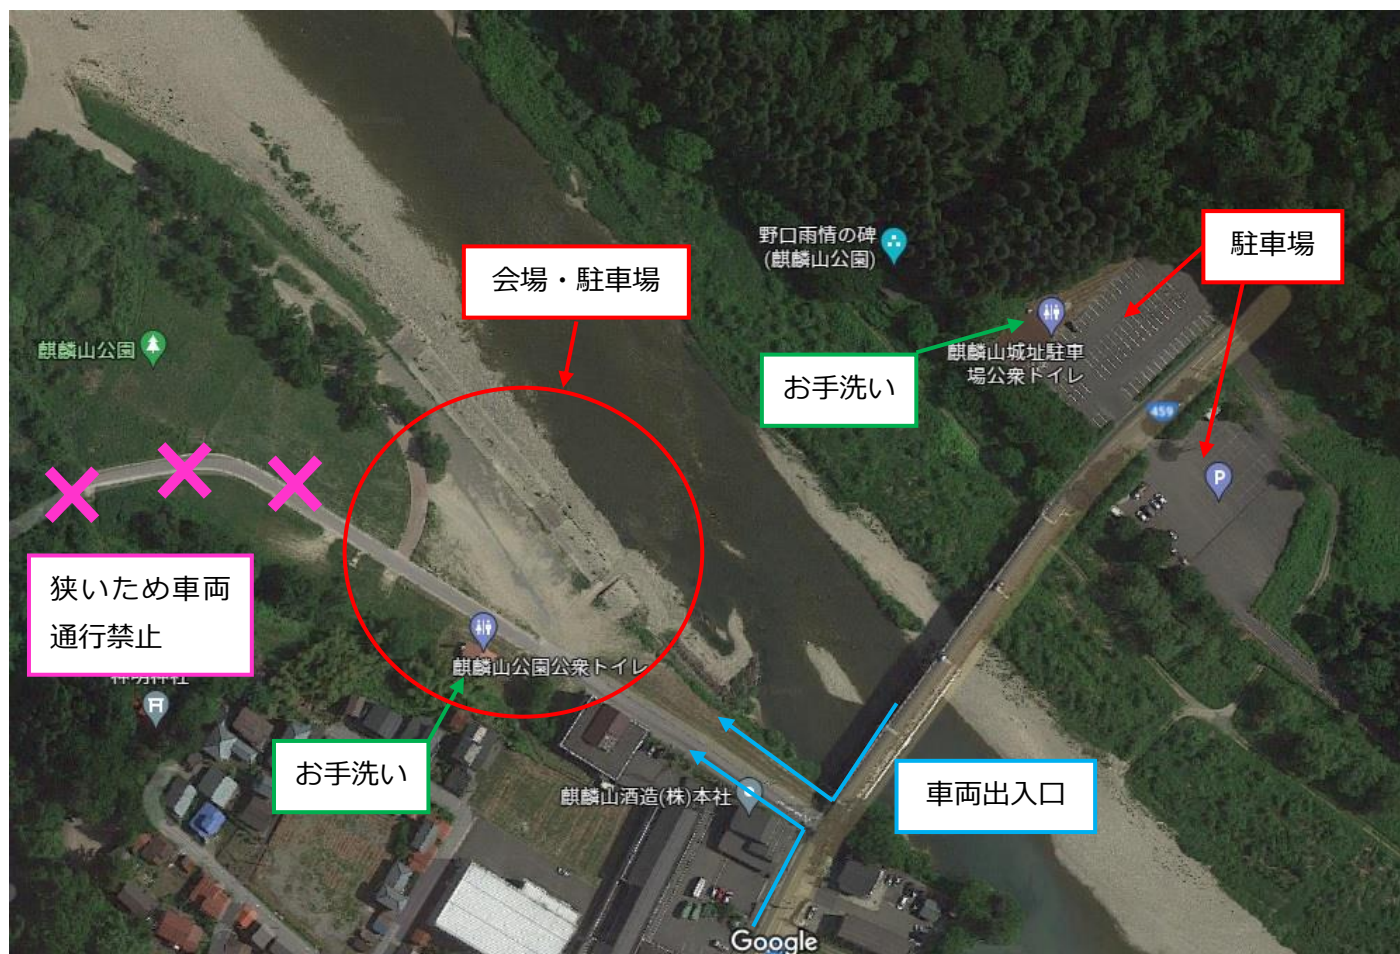 野口雨情の碑
(麒麟山公園)
駐車場
会場・駐車場
麒麟山公園
お手洗い
麒麟山城址駐車
場公衆トイレ
459
P
狭いため車両
通行禁止
麒麟山公園公衆トイレ
お手洗い
麒麟山酒造(株)本社
車両出入口
Google